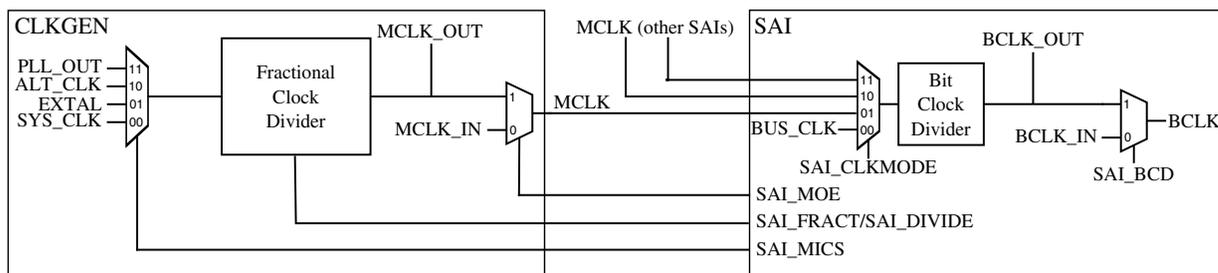 CLKGEN
MCLK_OUT
MCLK (other SAIs)
SAI
BCLK_OUT
PLL_OUT
11
ALT_CLK
10
EXTAL
01
SYS_CLK
00
Fractional
Clock
Divider
1
MCLK_IN
0
MCLK
11
10
01
BUS_CLK
00
SAI_CLKMODE
Bit
Clock
Divider
1
BCLK_IN
0
BCLK
SAI_BCD
SAI_MOE
SAI_FRACT/SAI_DIVIDE
SAI_MICS